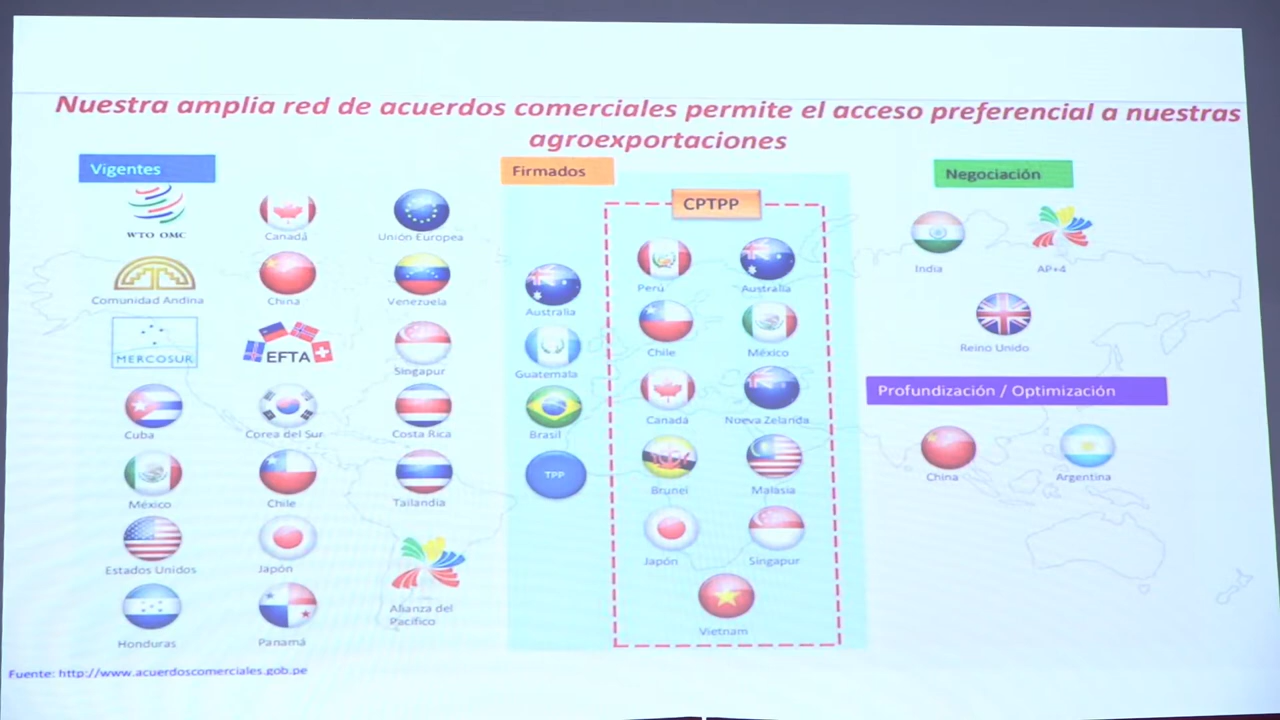 Nuestra amplia red de acuerdos comerciales permite el acceso preferencial a nuestras
agroexportaciones
Vigentes
WTO OMC
Canadá
Unión Europea
Comunidad Andina
China
Venezuela
MERCOSUR
EFTA
Singapur
Cuba
Corea del Sur
Costa Rica
México
Chile
Tailandia
Estados Unidos
Japón
Alianza del
Pacífico
Honduras
Panamá
Firmados
Australia
Guatemala
Brasil
TPP
CPTPP
Perú
Australia
Chile
México
Canadá
Nueva Zelanda
Brunei
Malasia
Japón
Singapur
Vietnam
Negociación
India
AP+4
Reino Unido
Profundización / Optimización
China
Argentina
Fuente: http://www.acuerdoscomerciales.gob.pe